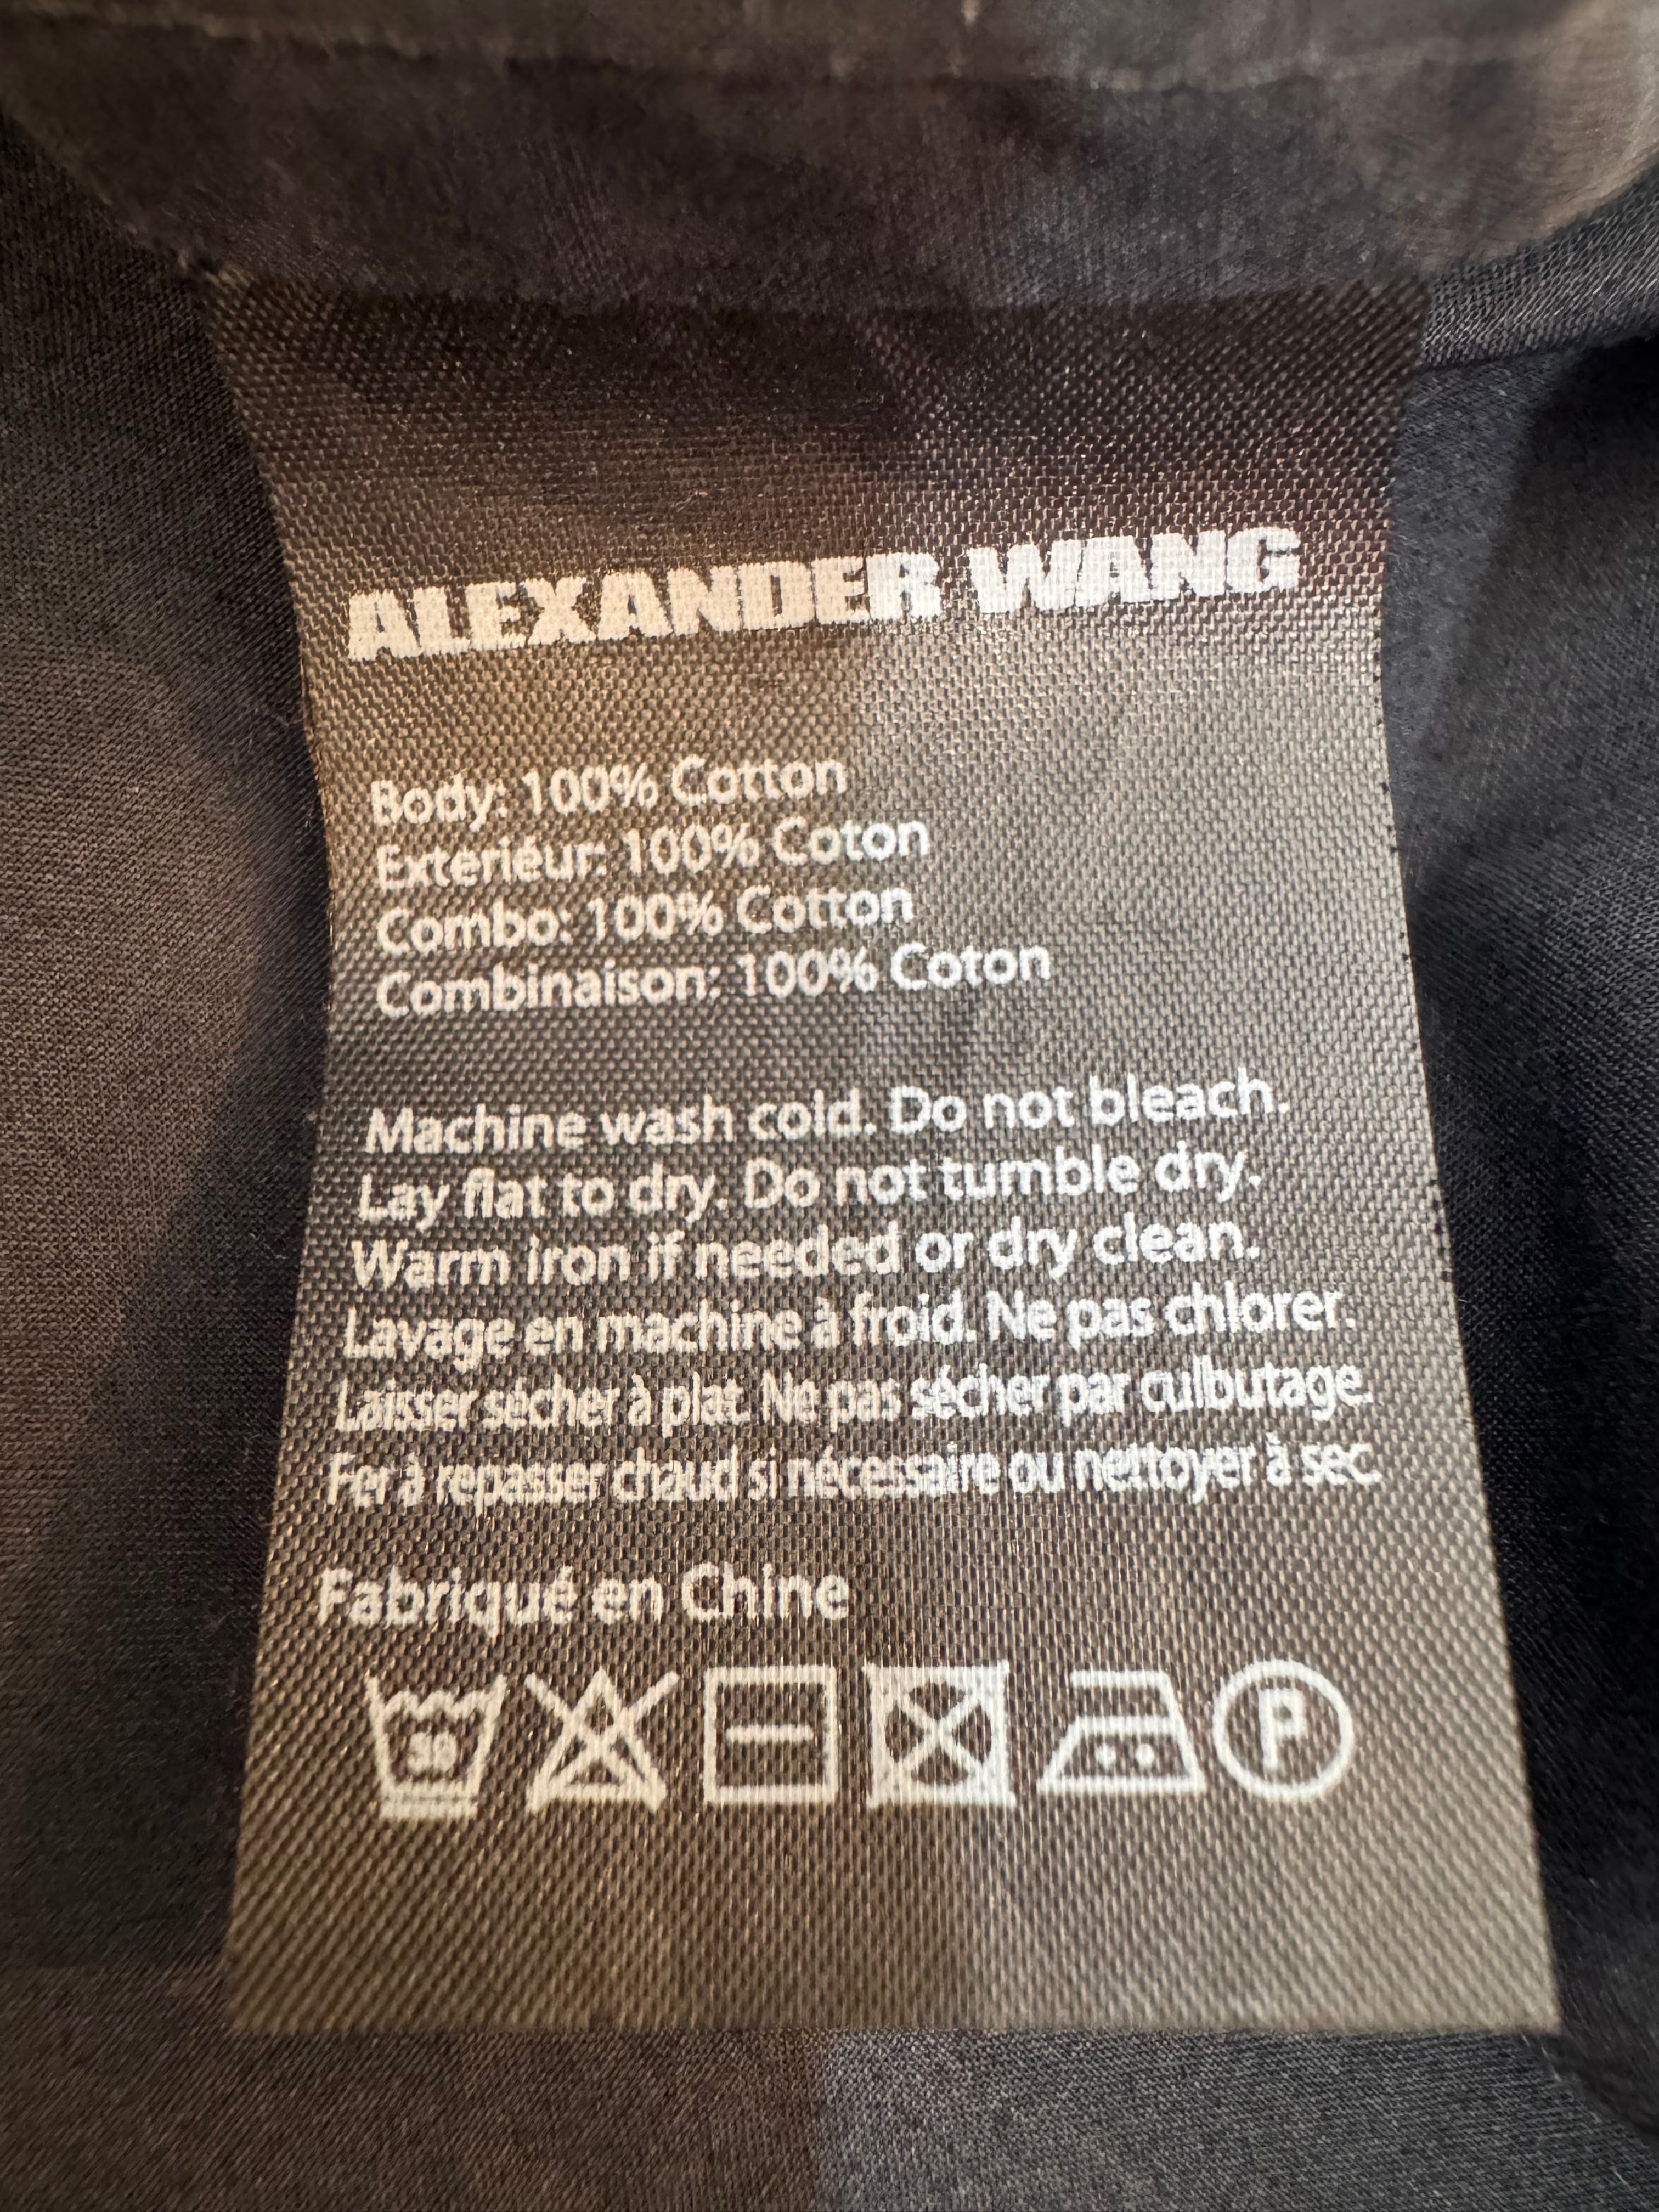 ALEXANDER WANG
Body: 100% Cotton
Exteriéur: 100% Coton
Combo: 100% Cotton
Combinaison: 100% Coton
Machine wash cold. Do not bleach.
Lay flat to dry. Do not tumble dry.
Warm iron if needed or dry clean.
Lavage en machine à froid. Ne pas chlorer.
Laisser sécher à plat. Ne pas sécher par culbutage.
Fer à repasser chaud si nécessaire ou nettoyer à sec.
Fabriqué en Chine
30 P